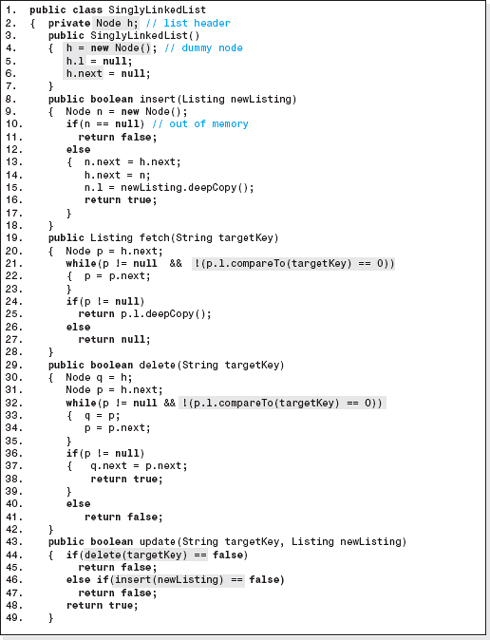 1. public class SinglyLinkedList
2. { private Node h; // list header
3. public SinglyLinkedList()
4. { h = new Node(); // dummy node
5. h.l = null;
6. h.next = null;
7. }
8. public boolean insert(Listing newListing)
9. { Node n = new Node();
10. if(n == null) // out of memory
11. return false;
12. else
13. { n.next = h.next;
14. h.next = n;
15. n.l = newListing.deepCopy();
16. return true;
17. }
18. }
19. public Listing fetch(String targetKey)
20. { Node p = h.next;
21. while(p != null && !(p.l.compareTo(targetKey) == 0))
22. { p = p.next;
23. }
24. if(p != null)
25. return p.l.deepCopy();
26. else
27. return null;
28. }
29. public boolean delete(String targetKey)
30. { Node q = h;
31. Node p = h.next;
32. while(p != null && !(p.l.compareTo(targetKey) == 0))
33. { q = p;
34. p = p.next;
35. }
36. if(p != null)
37. { q.next = p.next;
38. return true;
39. }
40. else
41. return false;
42. }
43. public boolean update(String targetKey, Listing newListing)
44. { if(delete(targetKey) == false)
45. return false;
46. else if(insert(newListing) == false)
47. return false;
48. return true;
49. }